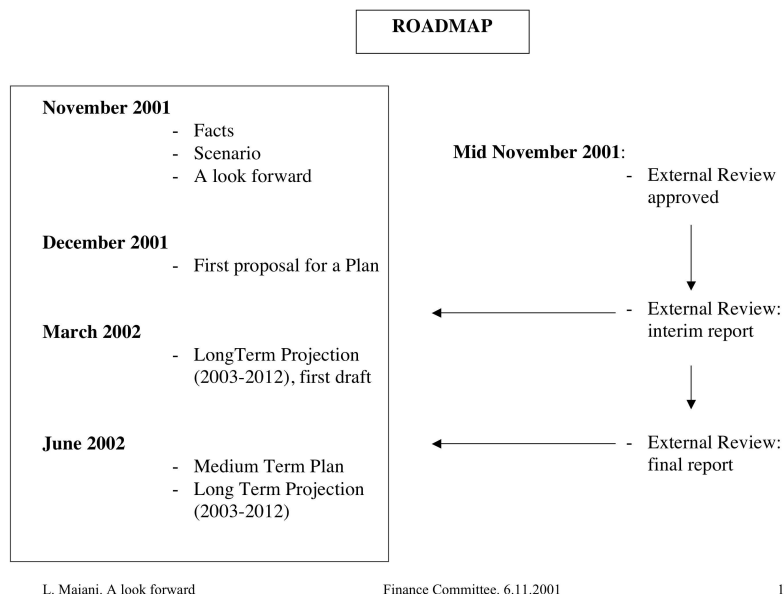 ROADMAP
November 2001
- Facts
- Scenario
- A look forward
December 2001
- First proposal for a Plan
March 2002
- LongTerm Projection
(2003-2012), first draft
June 2002
- Medium Term Plan
- Long Term Projection
(2003-2012)
Mid November 2001:
- External Review
approved
- External Review:
interim report
- External Review:
final report
L. Maiani. A look forward
Finance Committee. 6.11.2001
1